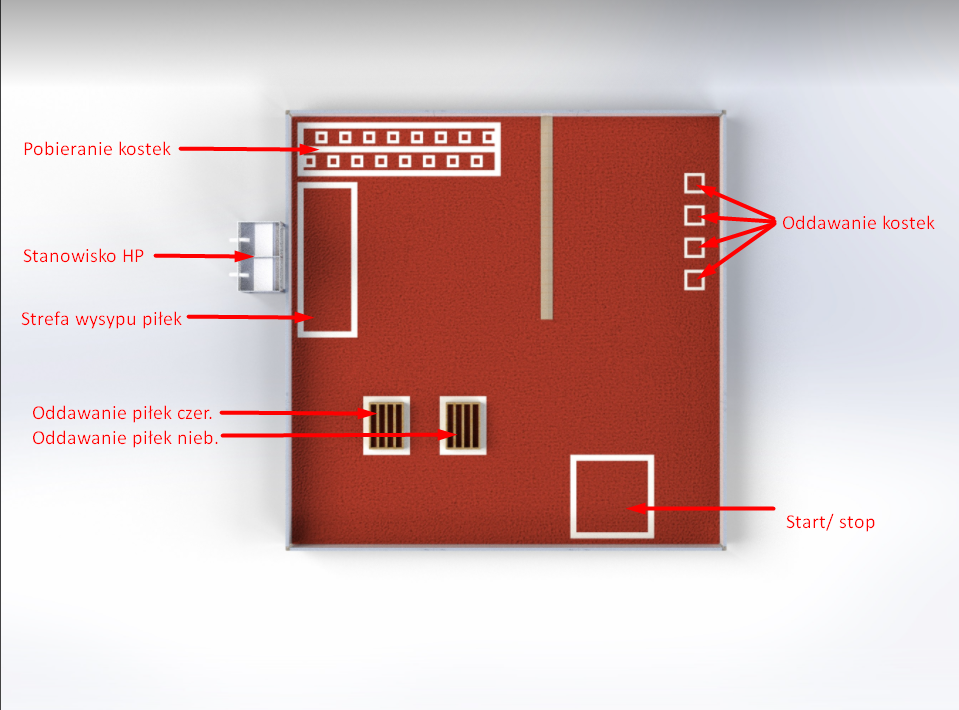 Pobieranie kostek
Oddawanie kostek
Stanowisko HP
Strefa wysypu piłek
Oddawanie piłek czer.
Oddawanie piłek nieb.
Start/ stop